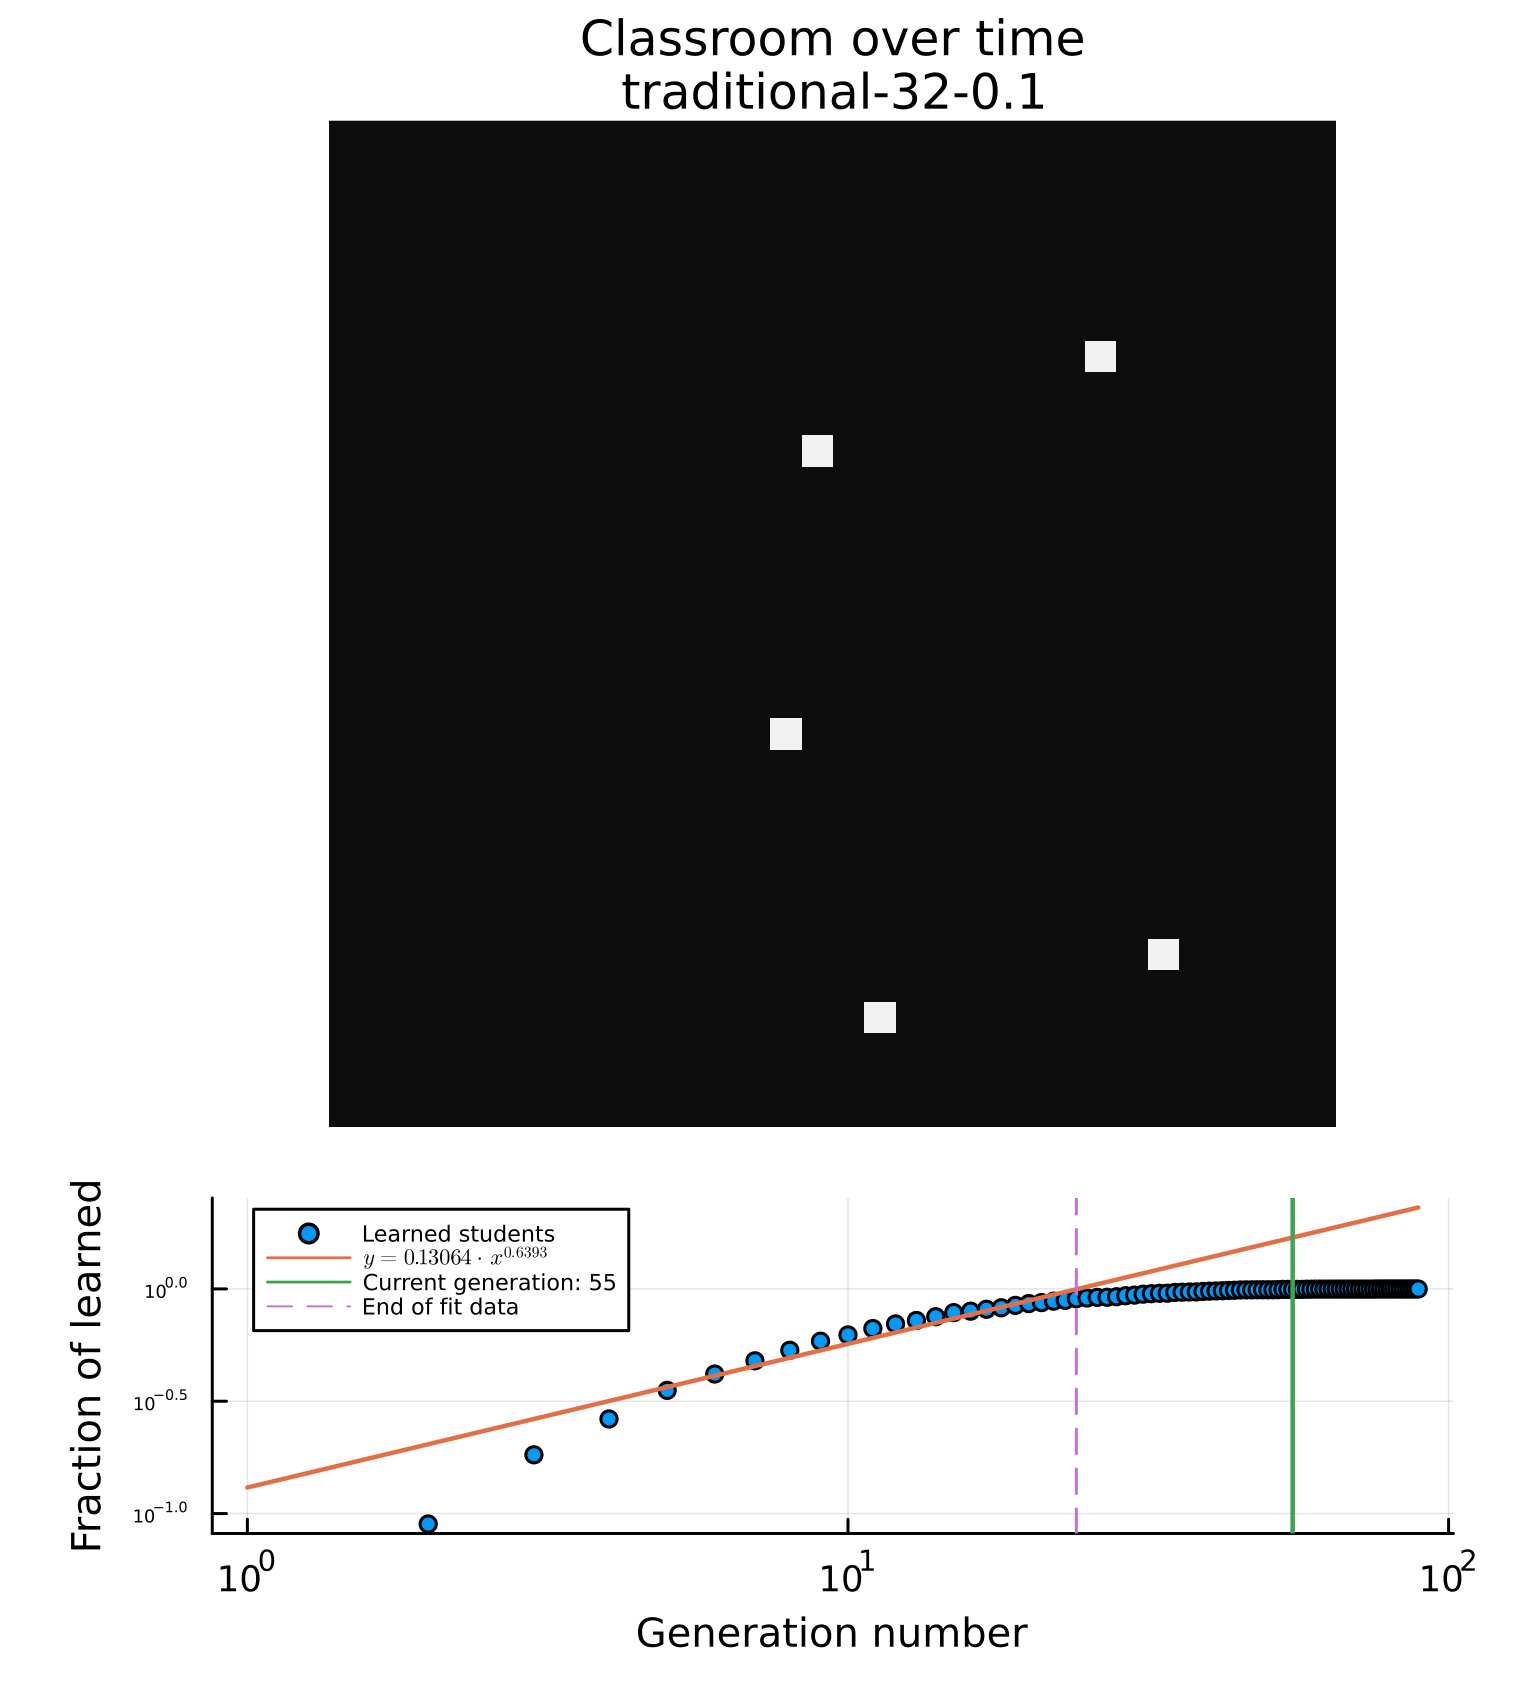 Classroom over time
traditional-32-0.1
Fraction of learned
Learned students
y = 0.13064 · x^0.6393
Current generation: 55
End of fit data
10^0.0
10^−0.5
10^−1.0
10^0 10^1 10^2
Generation number